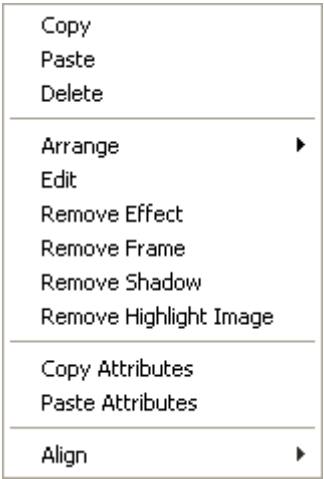 Copy
Paste
Delete
Arrange
Edit
Remove Effect
Remove Frame
Remove Shadow
Remove Highlight Image
Copy Attributes
Paste Attributes
Align